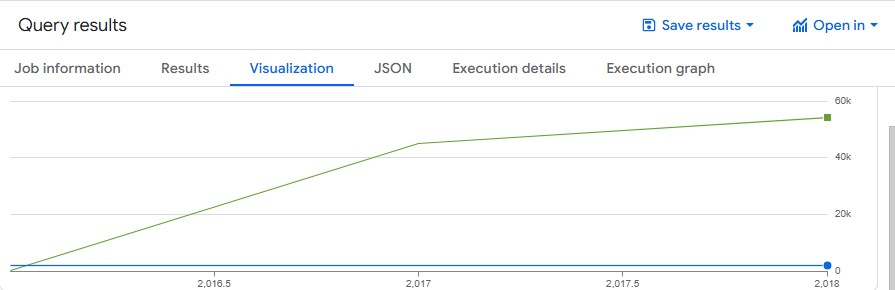 Query results
Save results
Open in
Job information Results Visualization JSON Execution details Execution graph
60k
40k
20k
0
2,016.5 2,017 2,017.5 2,018